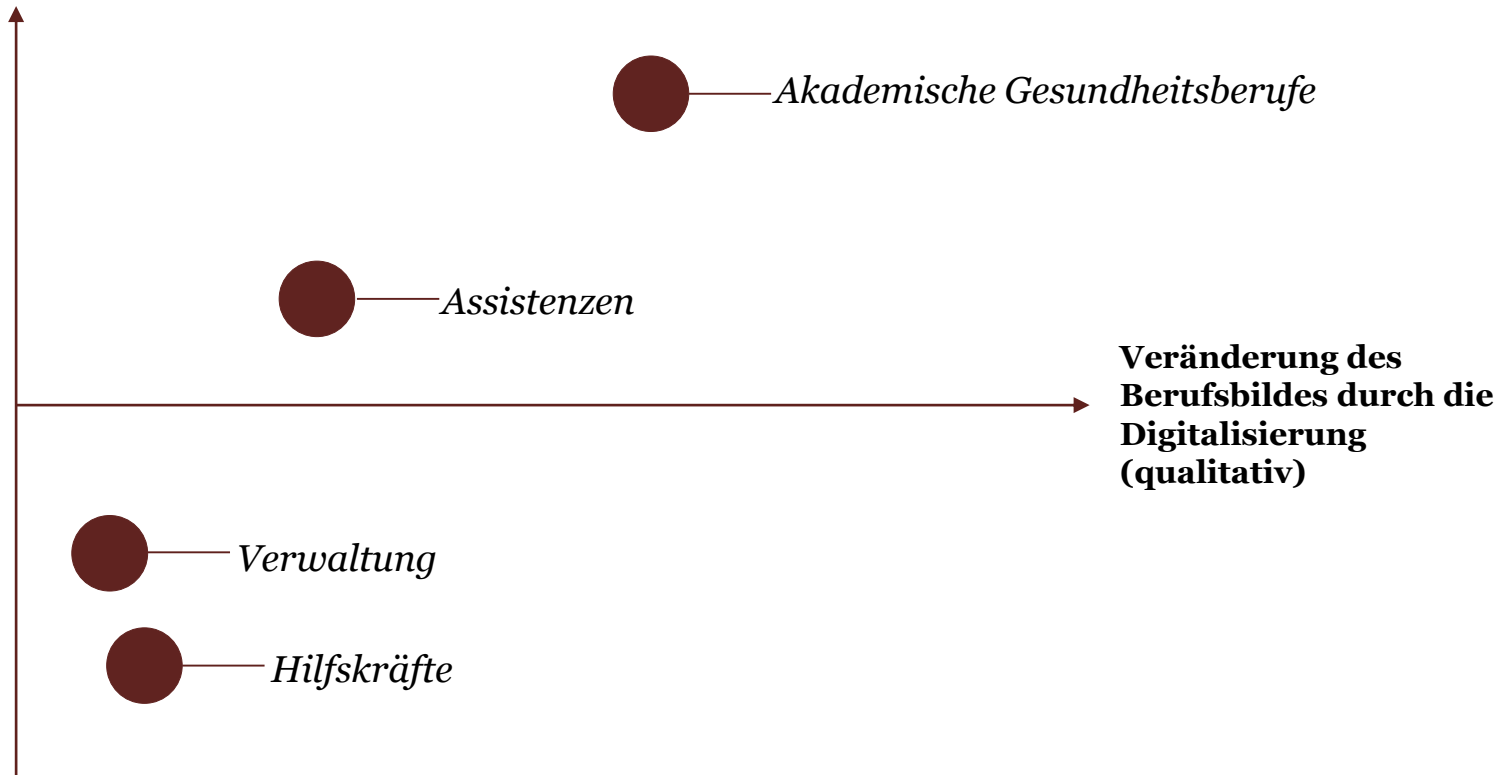 Akademische Gesundheitsberufe
Assistenzen
Veränderung des
Berufsbildes durch die
Digitalisierung
(qualitativ)
Verwaltung
Hilfskräfte